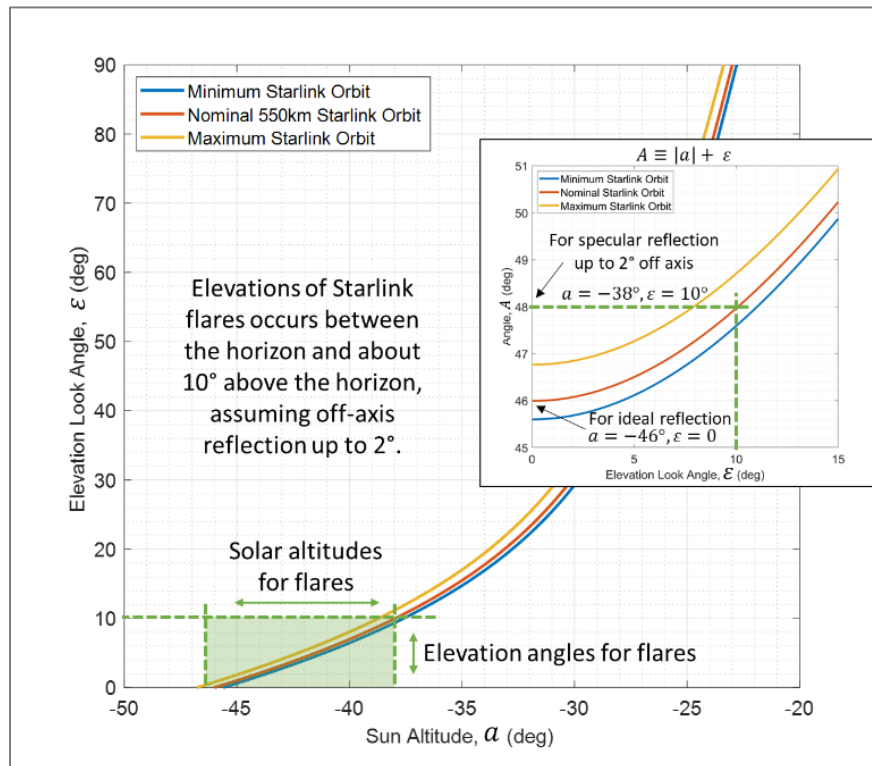 90
80
70
60
50
40
30
20
10
0
Elevation Look Angle, ε (deg)
Minimum Starlink Orbit
Nominal 550km Starlink Orbit
Maximum Starlink Orbit
Elevations of Starlink
flares occurs between
the horizon and about
10° above the horizon,
assuming off-axis
reflection up to 2°.
Solar altitudes
for flares
Elevation angles for flares
-50
-45
-40
-35
-30
-25
-20
Sun Altitude, a (deg)
A ≡ |a| + ε
51
50
49
48
47
46
45
Angle, A (deg)
Minimum Starlink Orbit
Nominal Starlink Orbit
Maximum Starlink Orbit
For specular reflection
up to 2° off axis
a = −38°, ε = 10°
For ideal reflection
a = −46°, ε = 0
0
5
10
15
Elevation Look Angle, ε (deg)